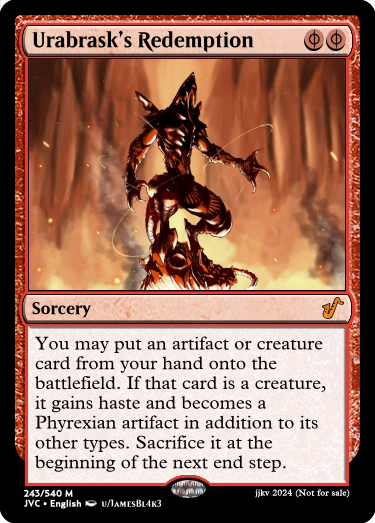 Urabrask's Redemption
Sorcery
You may put an artifact or creature
card from your hand onto the
battlefield. If that card is a creature,
it gains haste and becomes a
Phyrexian artifact in addition to its
other types. Sacrifice it at the
beginning of the next end step.
243/540 M
JVC • English u/JamesBl4k3
jjkv 2024 (Not for sale)